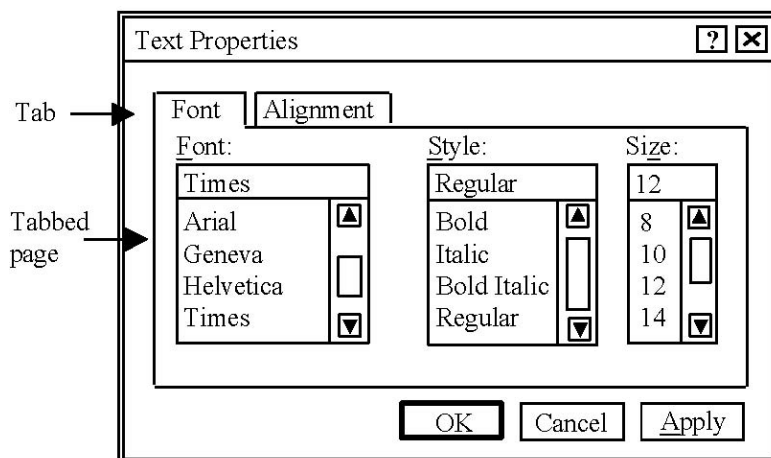 Text Properties ?
Tab
Font Alignment
Font: Style: Size:
Times Regular 12
Tabbed page
Arial Bold 8
Geneva Italic 10
Helvetica Bold Italic 12
Times Regular 14
OK Cancel Apply